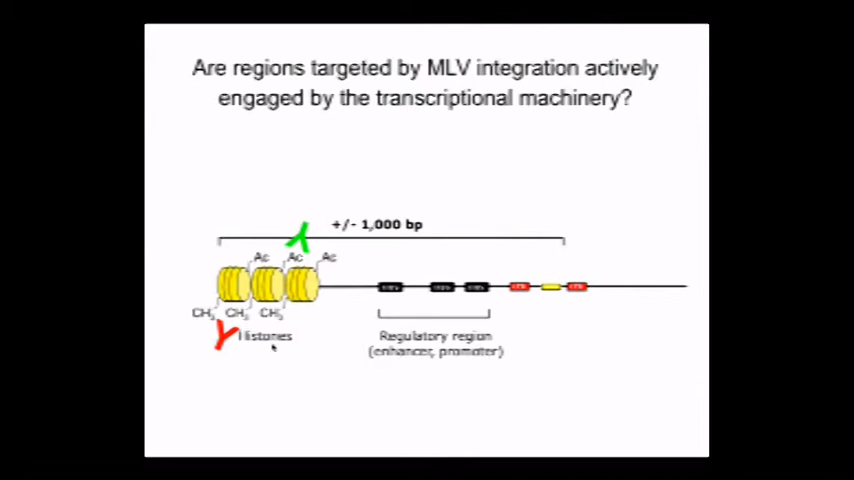 Are regions targeted by MLV integration actively
engaged by the transcriptional machinery?
+/- 1,000 bp
Ac Ac Ac
CH3 CH3 CH3
Histones
Regulatory region
(enhancer, promoter)